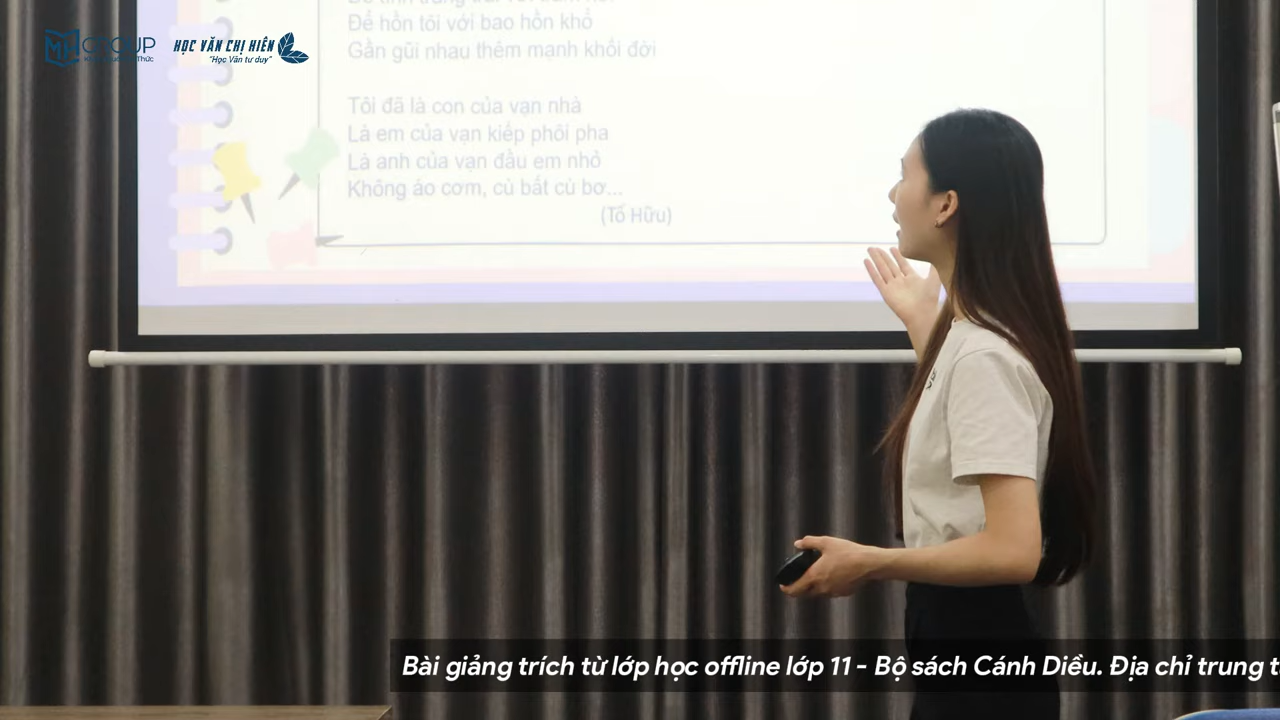 GROUP
HỌC VĂN CHỊ HIÊN
"Học Văn tư duy"
Để hồn tôi với bao hồn khổ
Gần gũi nhau thêm mạnh khối đời
Tôi đã là con của vạn nhà
Là em của vạn kiếp phôi pha
Là anh của vạn đầu em nhỏ
Không áo cơm, cù bất cù bơ...
(Tố Hữu)
Bài giảng trích từ lớp học offline lớp 11 - Bộ sách Cánh Diều. Địa chỉ trung